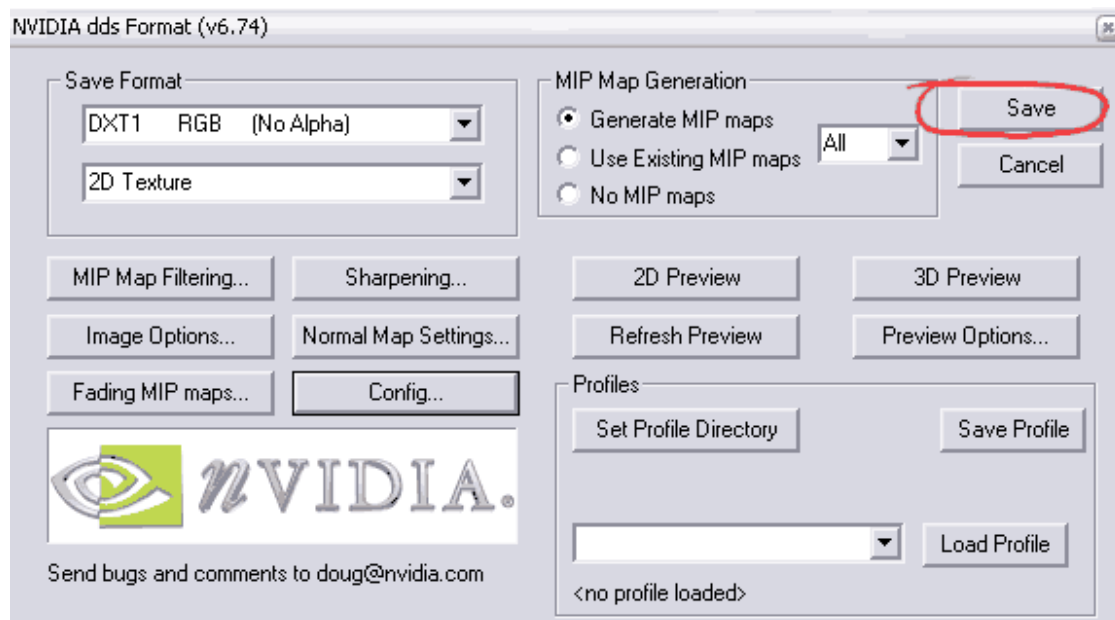 NVIDIA dds Format (v6.74)
Save Format
DXT1 RGB (No Alpha)
2D Texture
MIP Map Generation
Generate MIP maps
Use Existing MIP maps
No MIP maps
All
Save
Cancel
MIP Map Filtering...
Sharpening...
2D Preview
3D Preview
Image Options...
Normal Map Settings...
Refresh Preview
Preview Options...
Fading MIP maps...
Config...
Profiles
Set Profile Directory
Save Profile
nVIDIA.®
Load Profile
Send bugs and comments to doug@nvidia.com
<no profile loaded>